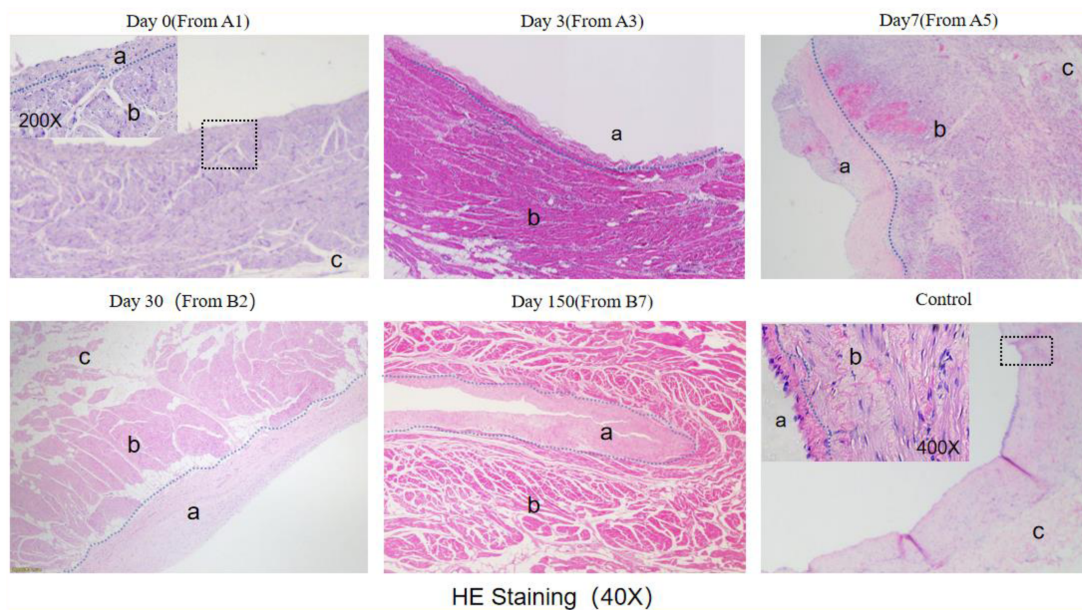 Day 0(From A1)
Day 3(From A3)
Day7(From A5)
a
b
200X
c
a
b
a
b
c
Day 30 (From B2)
Day 150(From B7)
Control
c
b
a
a
b
a
b
400X
c
HE Staining (40X)